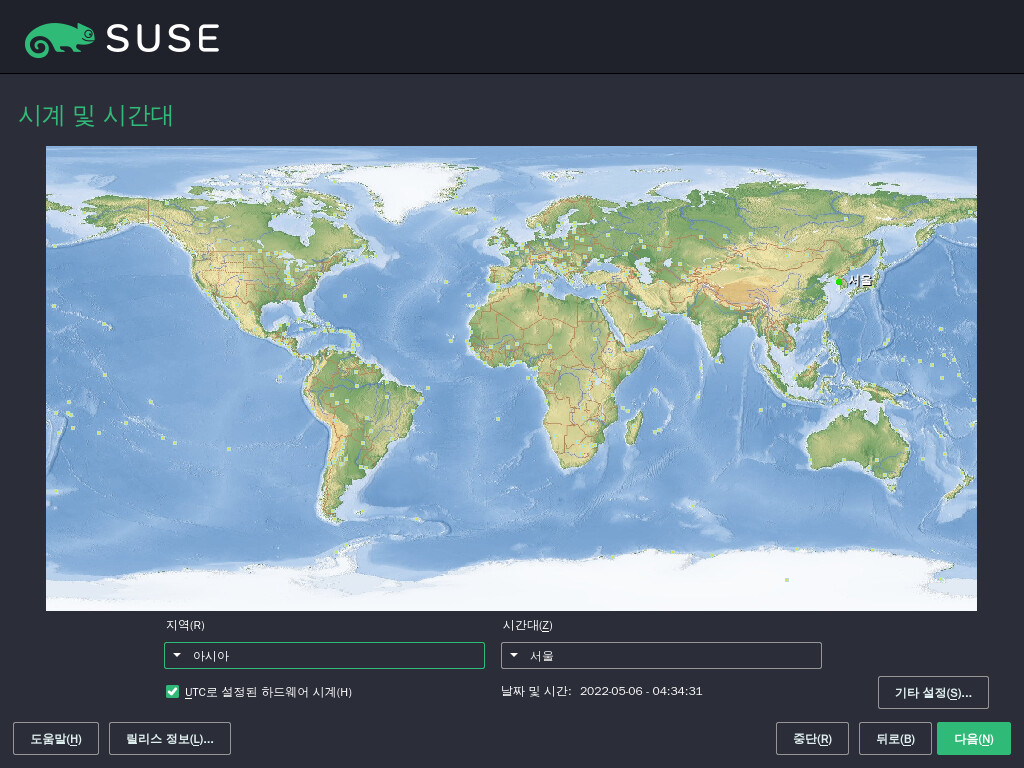 SUSE
시계 및 시간대
서울
지역(R)
시간대(Z)
아시아
서울
UTC로 설정된 하드웨어 시계(H)
날짜 및 시간: 2022-05-06 - 04:34:31
기타 설정(S)...
도움말(H)
릴리스 정보(L)...
중단(R)
뒤로(B)
다음(N)